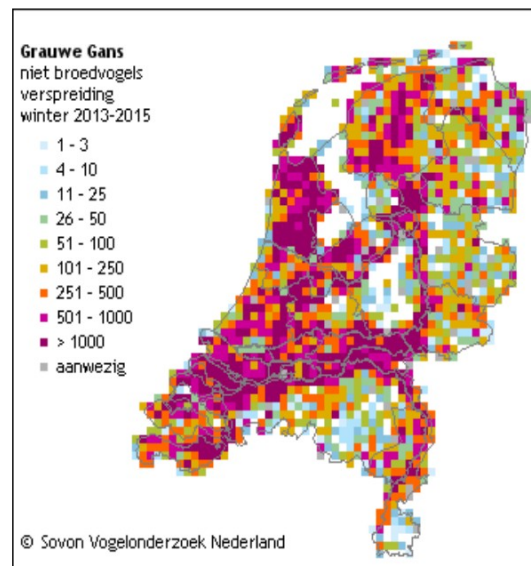 Grauwe Gans
niet broedvogels
verspreiding
winter 2013-2015
1 - 3
4 - 10
11 - 25
26 - 50
51 - 100
101 - 250
251 - 500
501 - 1000
> 1000
aanwezig
© Sovon Vogelonderzoek Nederland